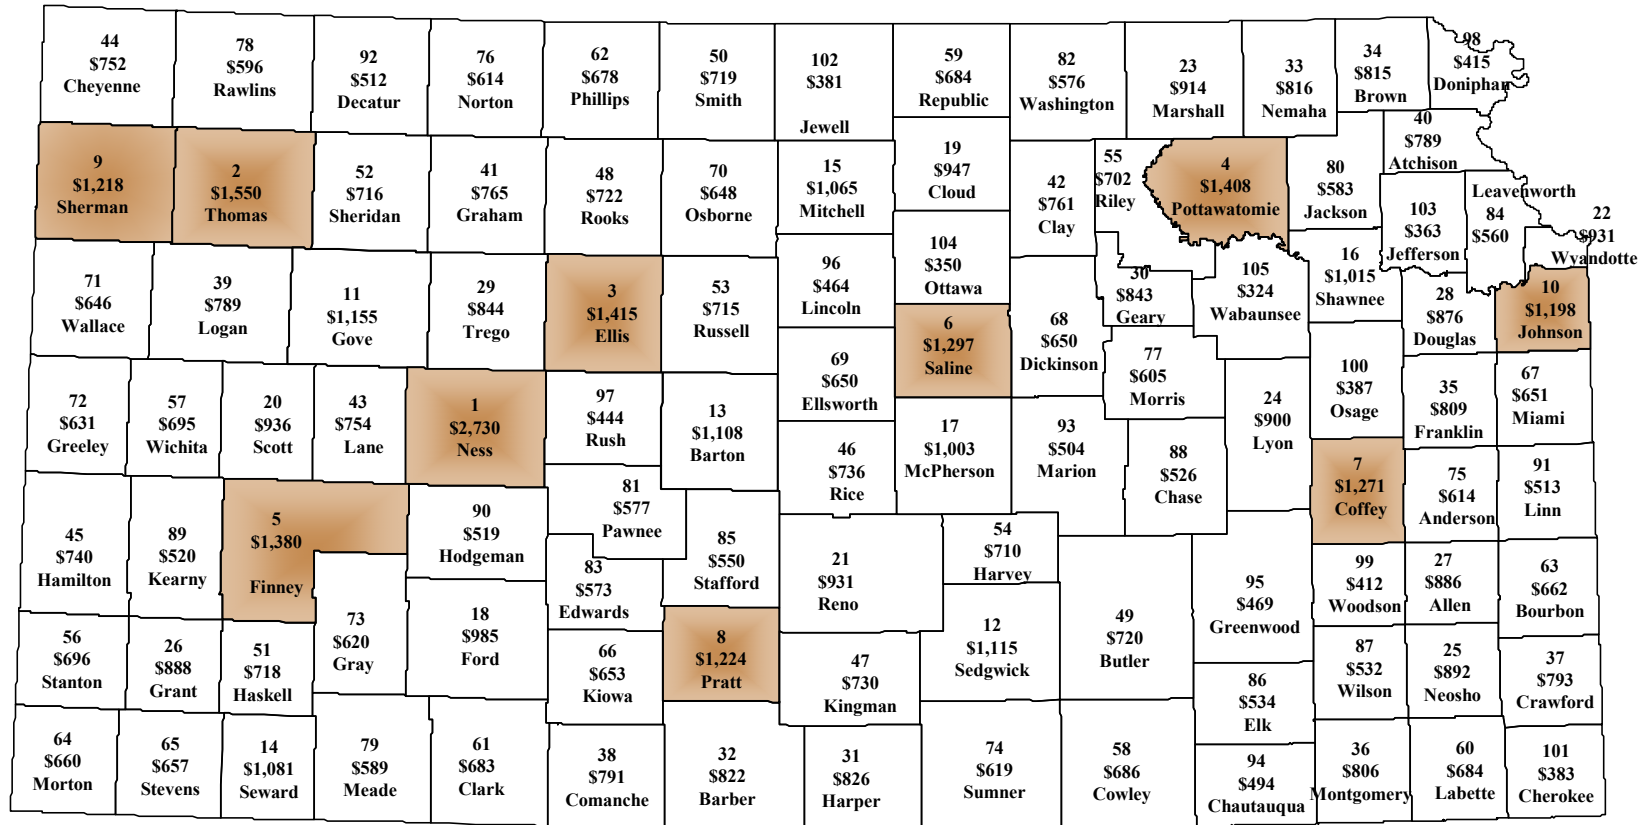 44
$752
Cheyenne
78
$596
Rawlins
92
$512
Decatur
76
$614
Norton
62
$678
Phillips
50
$719
Smith
102
$381
Jewell
59
$684
Republic
82
$576
Washington
23
$914
Marshall
33
$816
Nemaha
34
$815
Brown
98
$415
Doniphan
9
$1,218
Sherman
2
$1,550
Thomas
52
$716
Sheridan
41
$765
Graham
48
$722
Rooks
70
$648
Osborne
15
$1,065
Mitchell
19
$947
Cloud
42
$761
Clay
55
$702
Riley
4
$1,408
Pottawatomie
80
$583
Jackson
40
$789
Atchison
103
$363
Jefferson
Leavenworth
84
$560
22
$931
Wyandotte
71
$646
Wallace
39
$789
Logan
11
$1,155
Gove
29
$844
Trego
3
$1,415
Ellis
53
$715
Russell
96
$464
Lincoln
104
$350
Ottawa
6
$1,297
Saline
68
$650
Dickinson
30
$843
Geary
105
$324
Wabaunsee
16
$1,015
Shawnee
28
$876
Douglas
10
$1,198
Johnson
72
$631
Greeley
57
$695
Wichita
20
$936
Scott
43
$754
Lane
1
$2,730
Ness
97
$444
Rush
13
$1,108
Barton
69
$650
Ellsworth
46
$736
Rice
17
$1,003
McPherson
93
$504
Marion
77
$605
Morris
88
$526
Chase
24
$900
Lyon
100
$387
Osage
35
$809
Franklin
67
$651
Miami
7
$1,271
Coffey
75
$614
Anderson
91
$513
Linn
45
$740
Hamilton
89
$520
Kearny
5
$1,380
Finney
90
$519
Hodgeman
81
$577
Pawnee
83
$573
Edwards
85
$550
Stafford
21
$931
Reno
54
$710
Harvey
12
$1,115
Sedgwick
49
$720
Butler
95
$469
Greenwood
99
$412
Woodson
27
$886
Allen
63
$662
Bourbon
56
$696
Stanton
26
$888
Grant
51
$718
Haskell
73
$620
Gray
18
$985
Ford
66
$653
Kiowa
8
$1,224
Pratt
47
$730
Kingman
86
$534
Elk
87
$532
Wilson
25
$892
Neosho
37
$793
Crawford
64
$660
Morton
65
$657
Stevens
14
$1,081
Seward
79
$589
Meade
61
$683
Clark
38
$791
Comanche
32
$822
Barber
31
$826
Harper
74
$619
Sumner
58
$686
Cowley
94
$494
Chautauqua
36
$806
Montgomery
60
$684
Labette
101
$383
Cherokee